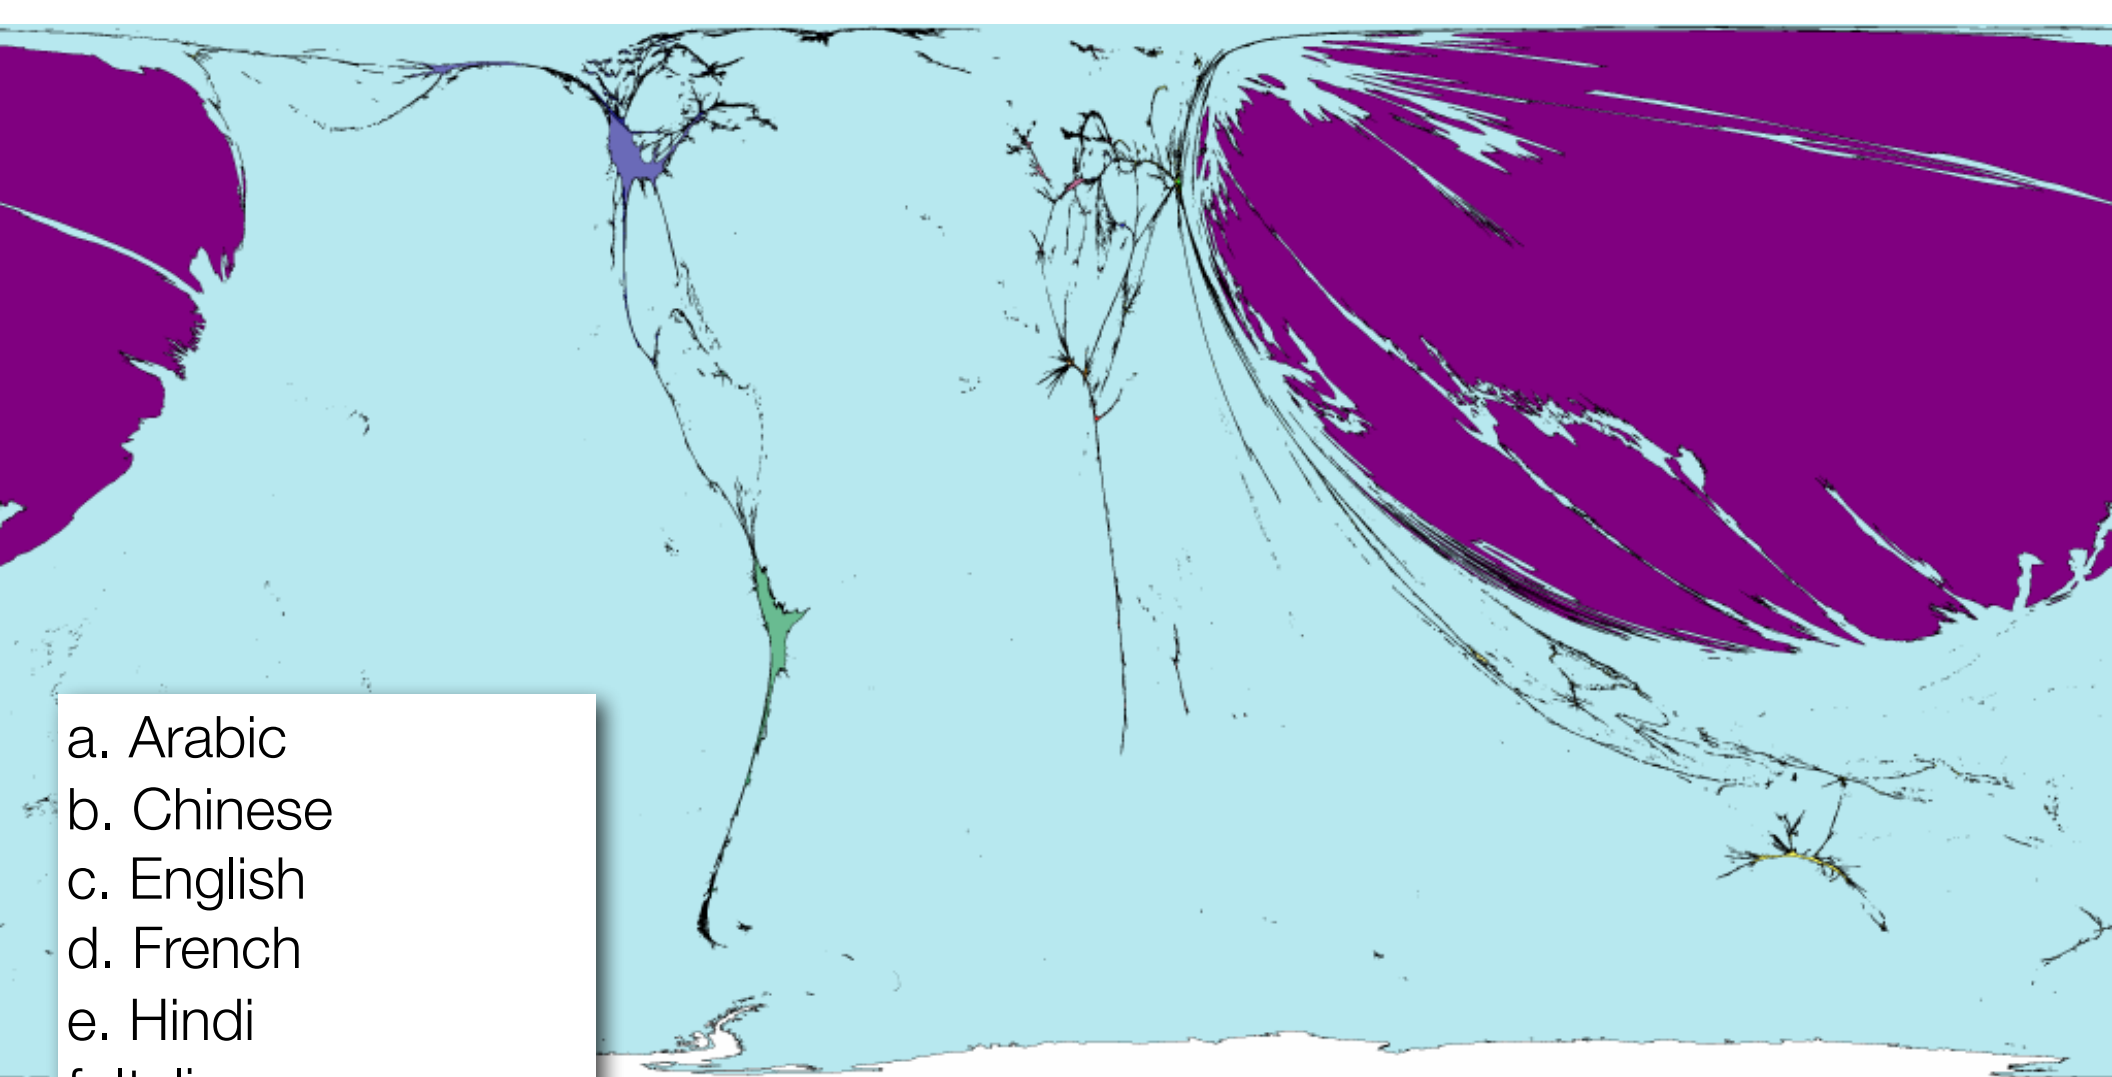 a. Arabic
b. Chinese
c. English
d. French
e. Hindi